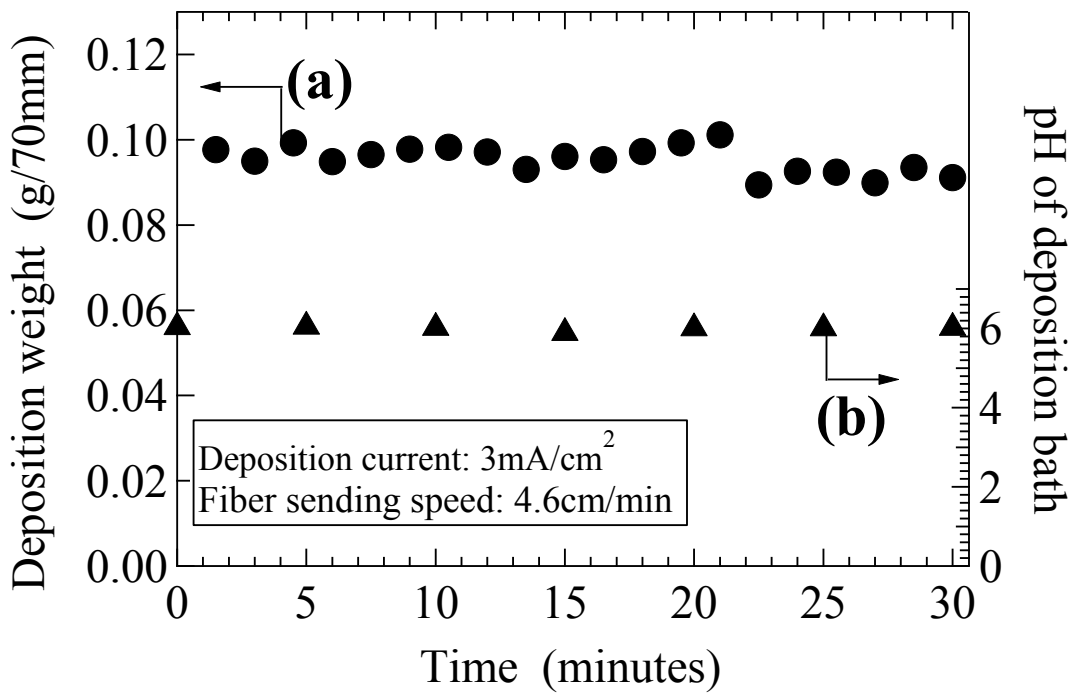 Deposition weight (g/70mm)
0.12
0.10
0.08
0.06
0.04
0.02
0.00
(a)
(b)
Deposition current: 3mA/cm²
Fiber sending speed: 4.6cm/min
pH of deposition bath
6
4
2
0
0 5 10 15 20 25 30
Time (minutes)